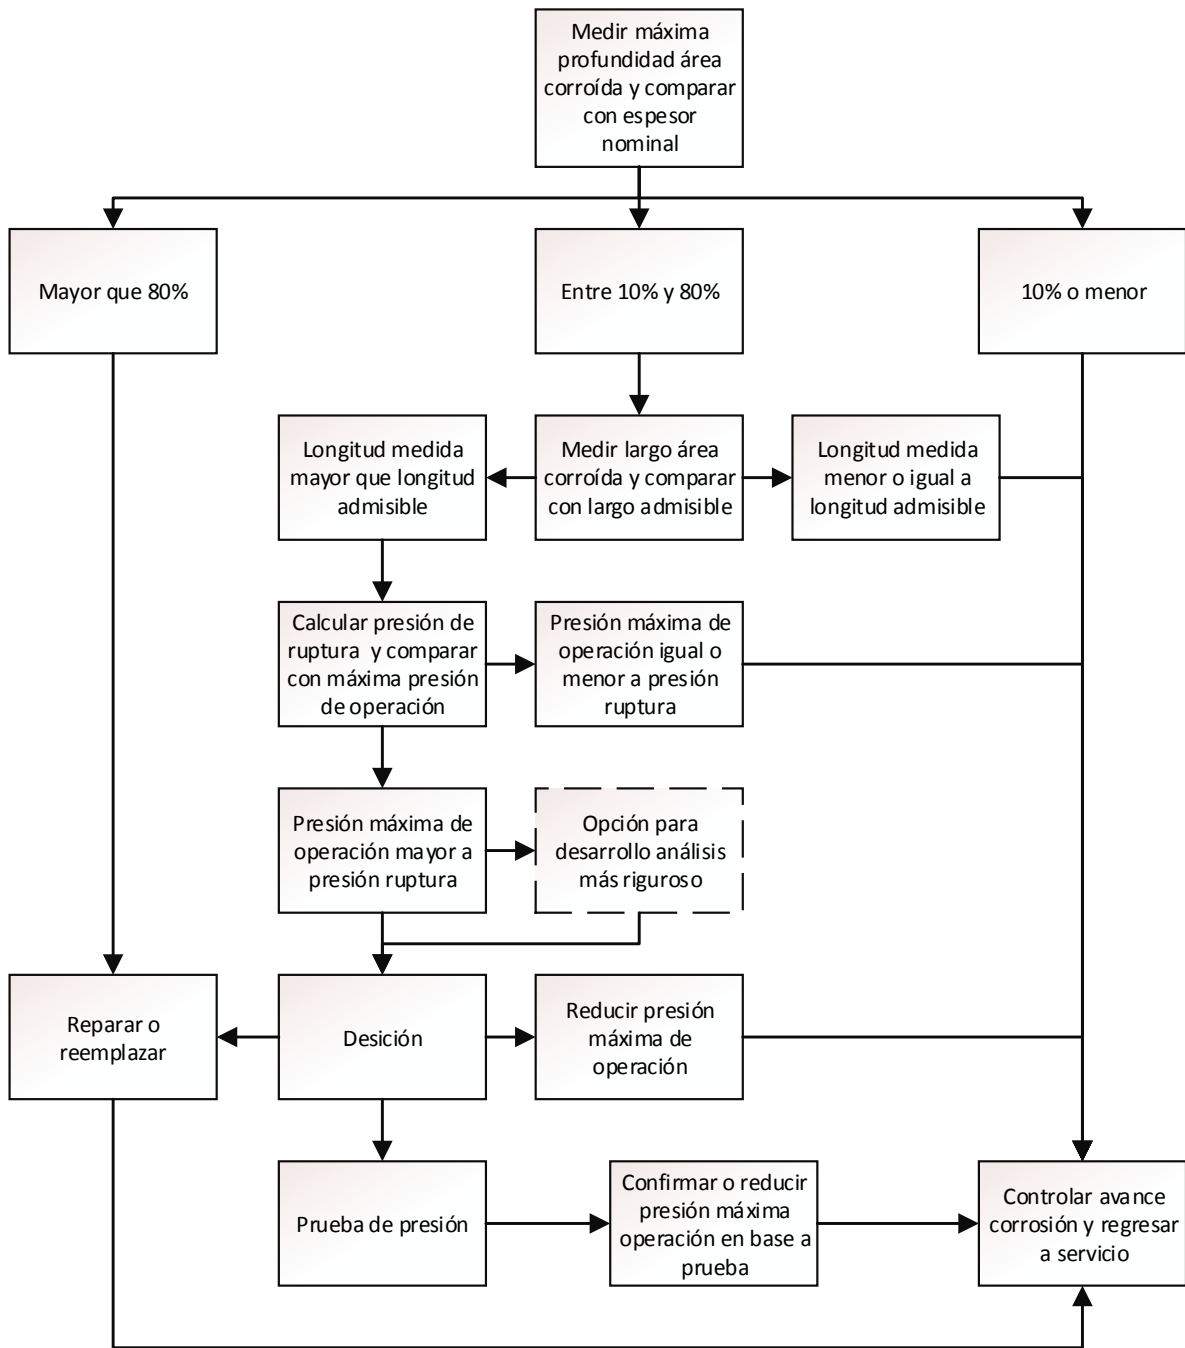 Medir máxima
profundidad área
corroída y comparar
con espesor
nominal
Mayor que 80%
Entre 10% y 80%
10% o menor
Longitud medida
mayor que longitud
admisible
Medir largo área
corroída y comparar
con largo admisible
Longitud medida
menor o igual a
longitud admisible
Calcular presión de
ruptura y comparar
con máxima presión
de operación
Presión máxima de
operación igual o
menor a presión
ruptura
Presión máxima de
operación mayor a
presión ruptura
Opción para
desarrollo análisis
más riguroso
Reparar o
reemplazar
Desición
Reducir presión
máxima de
operación
Prueba de presión
Confirmar o reducir
presión máxima
operación en base a
prueba
Controlar avance
corrosión y regresar
a servicio